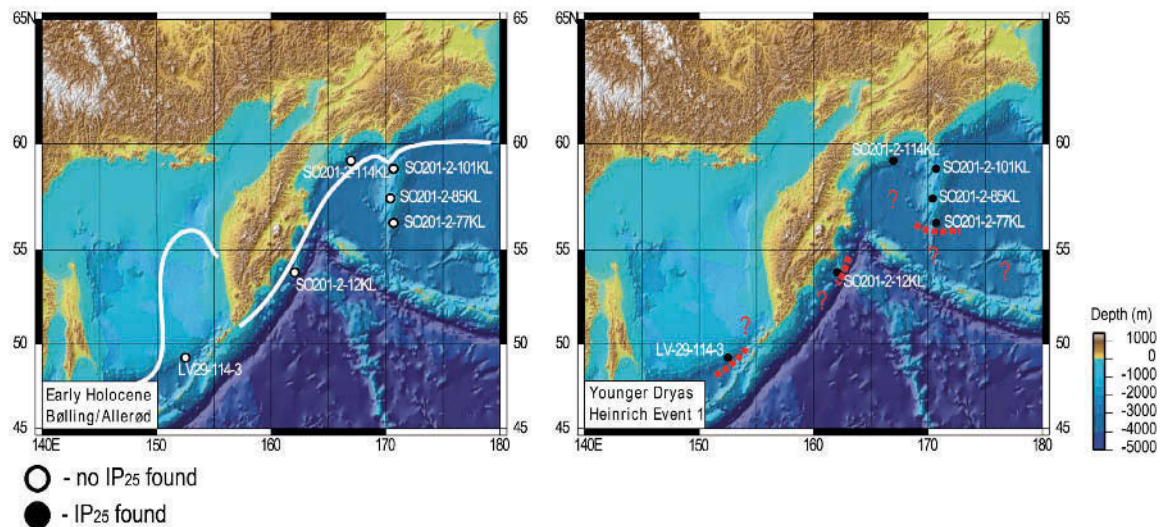 65N
60
55
50
45
140E
150
160
170
180
65
60
55
50
45
SO201-2-114KL
SO201-2-101KL
SO201-2-85KL
SO201-2-77KL
SO201-2-12KL
LV29-114-3
Early Holocene
Bølling/Allerød
65N
60
55
50
45
140E
150
160
170
180
65
60
55
50
45
SO201-2-114KL
SO201-2-101KL
SO201-2-85KL
SO201-2-77KL
SO201-2-12KL
LV-29-114-3
?
?
?
?
?
Younger Dryas
Heinrich Event 1
Depth (m)
1000
0
-1000
-2000
-3000
-4000
-5000
- no IP25 found
- IP25 found